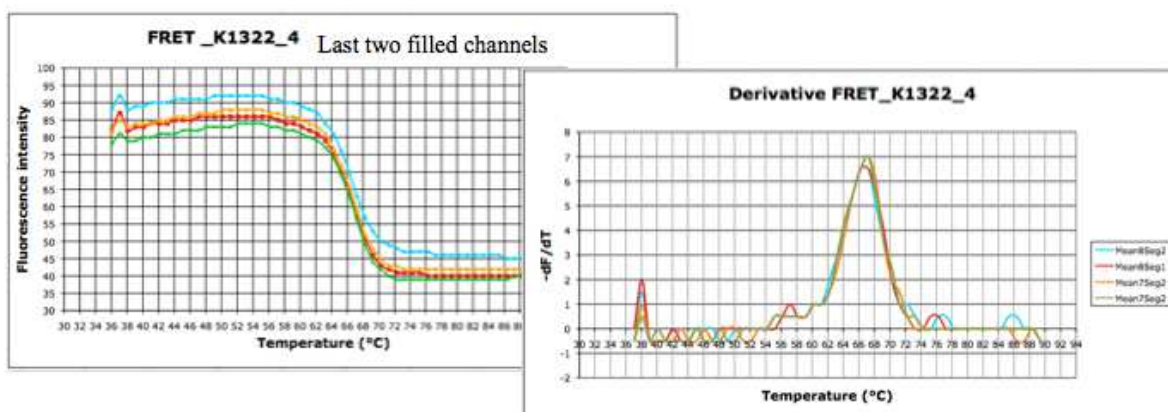 FRET _K1322_4 Last two filled channels
100
95
90
85
80
75
70
65
60
55
50
45
40
35
30
Fluorescence intensity
30 32 34 36 38 40 42 44 46 48 50 52 54 56 58 60 62 64 66 68 70 72 74 76 78 80 82 84 86
Temperature (°C)
Derivative FRET_K1322_4
8
7
6
5
4
3
2
1
0
-1
-2
-dF/dT
30 32 34 36 38 40 42 44 46 48 50 52 54 56 58 60 62 64 66 68 70 72 74 76 78 80 82 84 86 88 90 92 94
Temperature (°C)
Mean8Seg2
Mean8Seg1
Mean7Seg2
Mean7Seg2